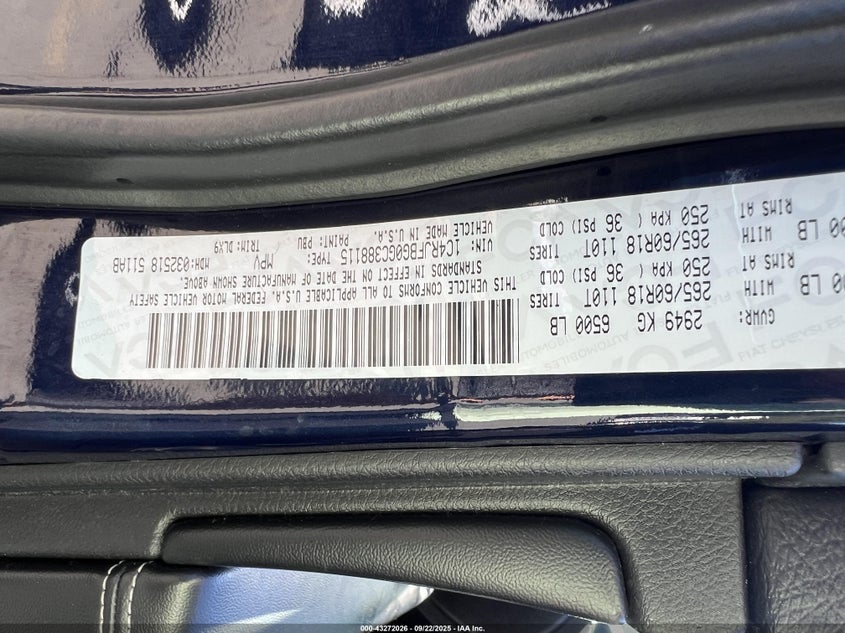 GVWR: 2949 KG 6500 LB
00 LB WITH 265/60R18 110T TIRES
RIMS AT 250 KPA ( 36 PSI) COLD
00 LB WITH 265/60R18 110T TIRES
RIMS AT 250 KPA ( 36 PSI) COLD
THIS VEHICLE CONFORMS TO ALL APPLICABLE U.S.A. FEDERAL MOTOR VEHICLE SAFETY
STANDARDS IN EFFECT ON THE DATE OF MANUFACTURE SHOWN ABOVE.
VIN: TYPE: MPV MDH: 032518 511AB
VEHICLE MADE IN U.S.A. PAINT: PBU TRIM: DLX9
000-43272026 - 09/22/2025 - IAA Inc.